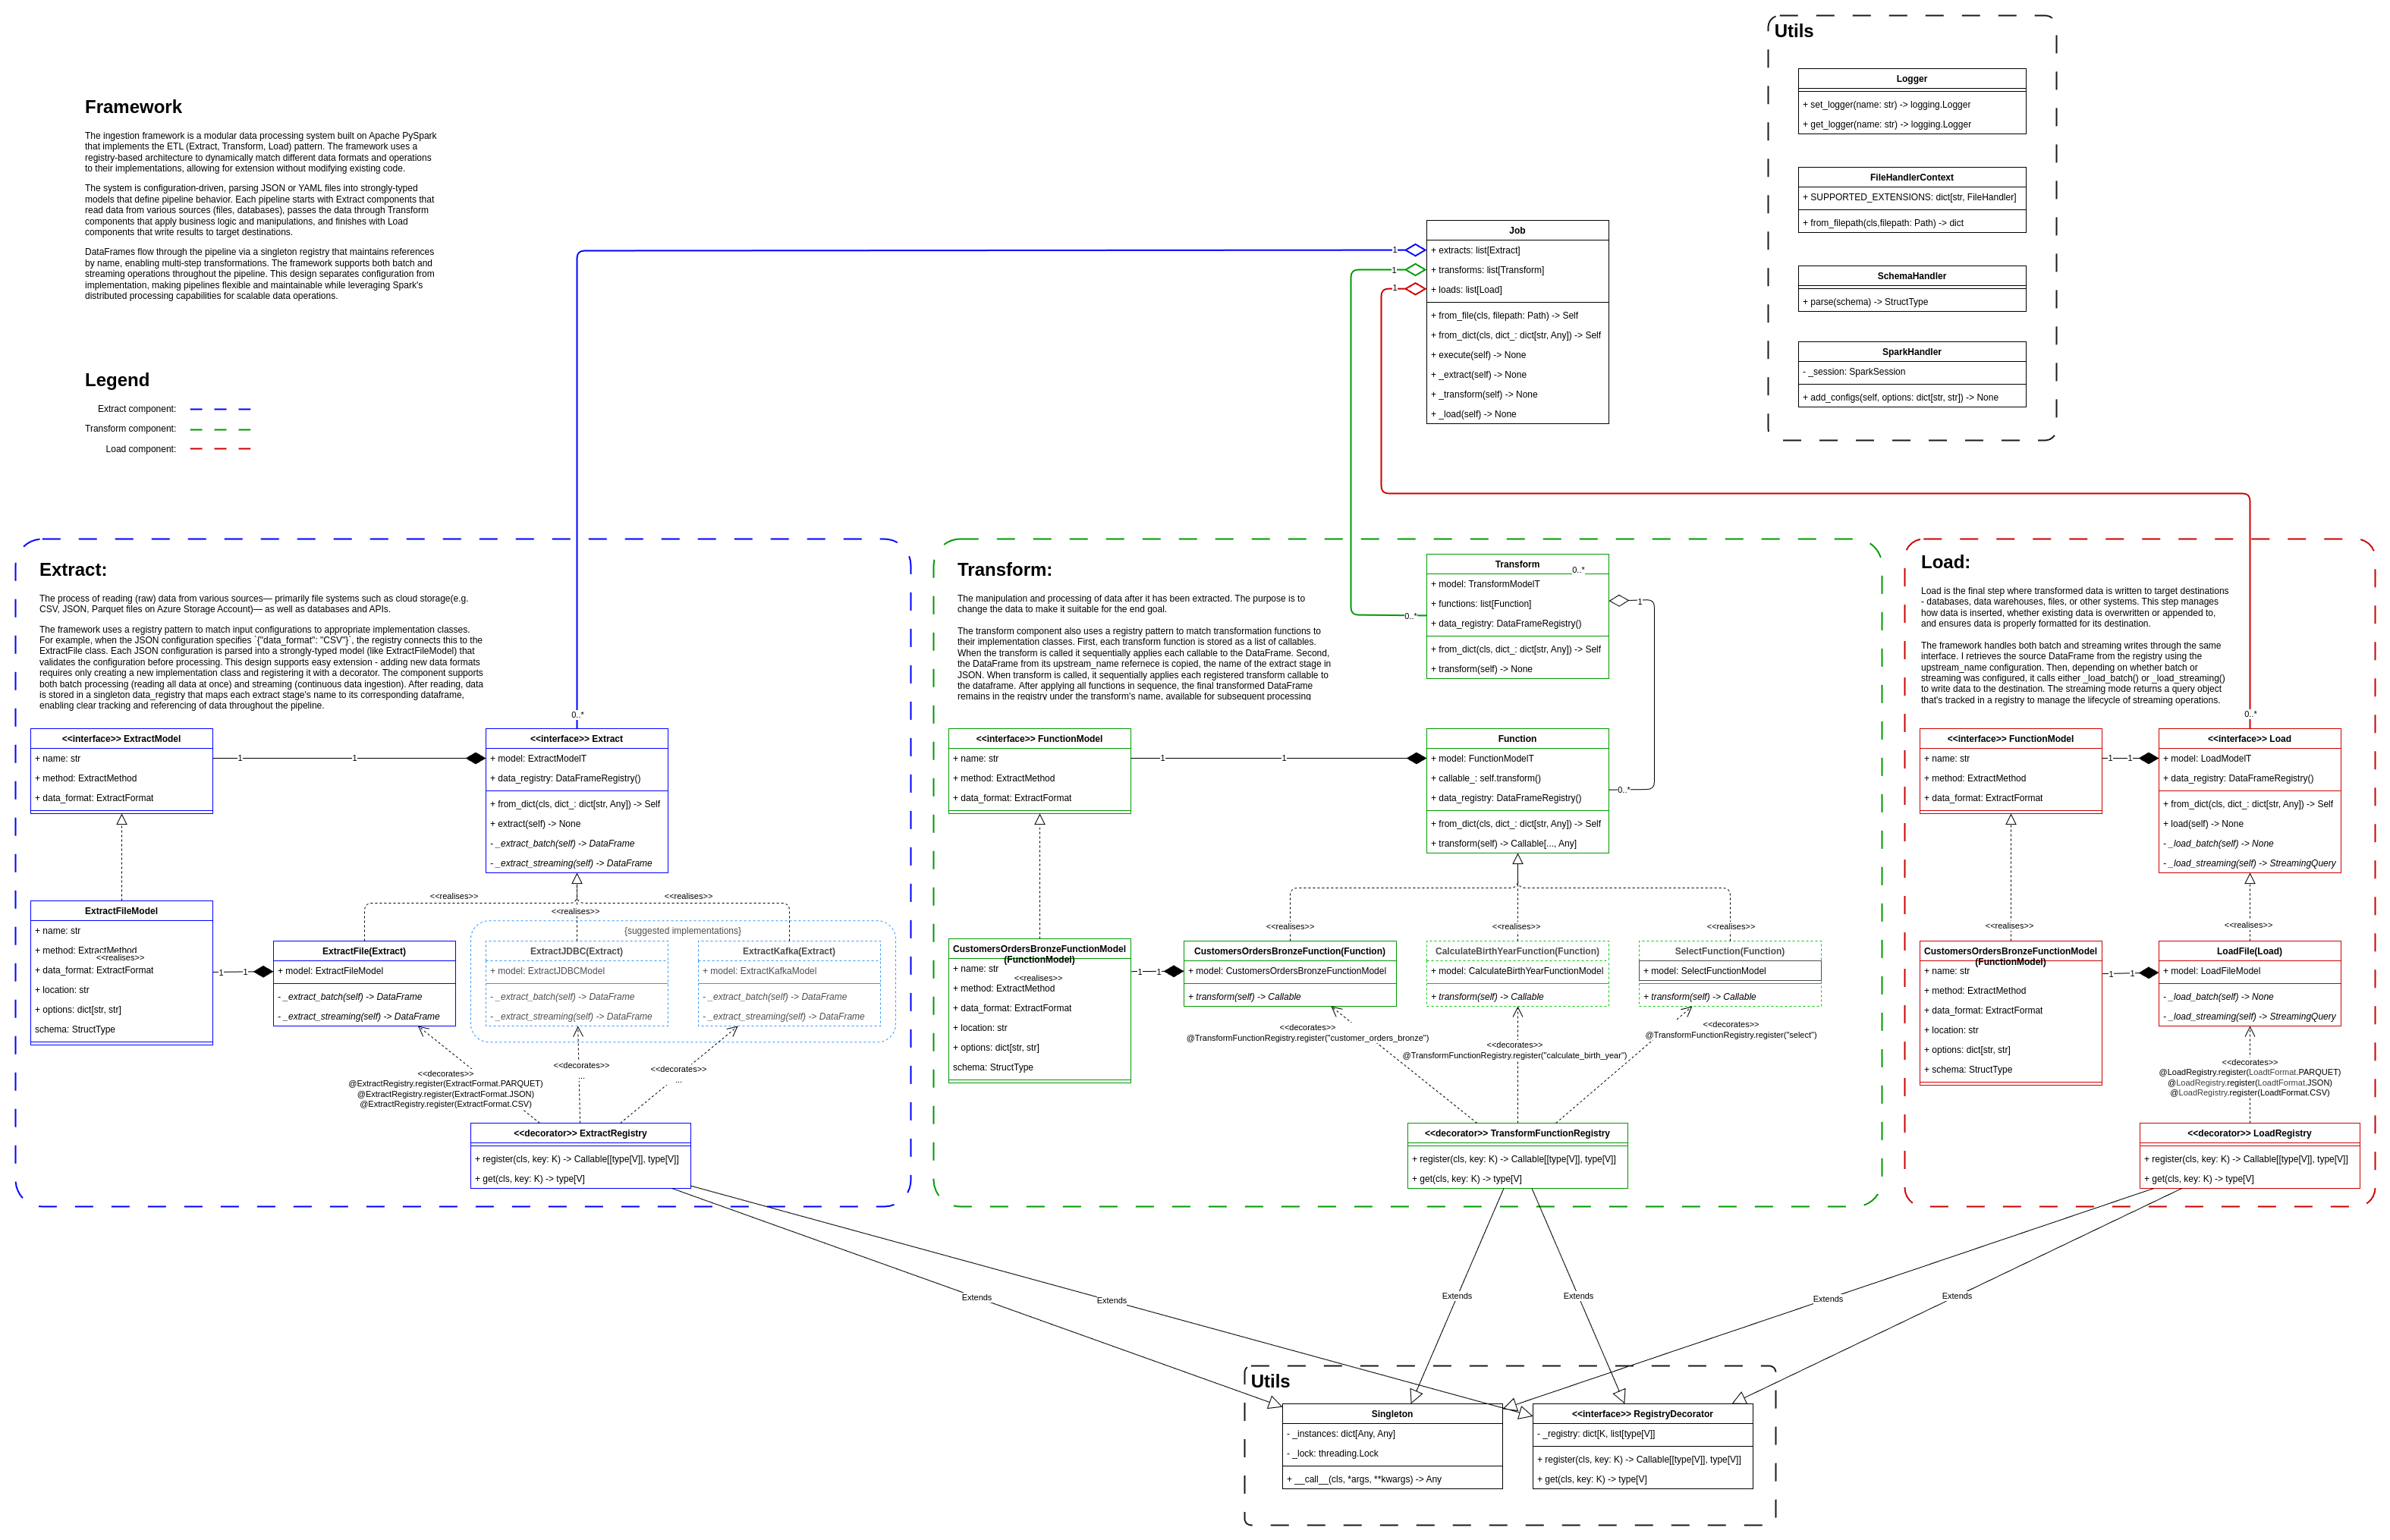 Framework
The ingestion framework is a modular data processing system built on Apache PySpark
that implements the ETL (Extract, Transform, Load) pattern. The framework uses a
registry-based architecture to dynamically match different data formats and operations
to their implementations, allowing for extension without modifying existing code.
The system is configuration-driven, parsing JSON or YAML files into strongly-typed
models that define pipeline behavior. Each pipeline starts with Extract components that
read data from various sources (files, databases), passes the data through Transform
components that apply business logic and manipulations, and finishes with Load
components that write results to target destinations.
DataFrames flow through the pipeline via a singleton registry that maintains references
by name, enabling multi-step transformations. The framework supports both batch and
streaming operations throughout the pipeline. This design separates configuration from
implementation, making pipelines flexible and maintainable while leveraging Spark's
distributed processing capabilities for scalable data operations.
Legend
Extract component:
Transform component:
Load component:
Job
+ extracts: list[Extract]
+ transforms: list[Transform]
+ loads: list[Load]
+ from_file(cls, filepath: Path) -> Self
+ from_dict(cls, dict_: dict[str, Any]) -> Self
+ execute(self) -> None
+ _extract(self) -> None
+ _transform(self) -> None
+ _load(self) -> None
1
1
1
Utils
Logger
+ set_logger(name: str) -> logging.Logger
+ get_logger(name: str) -> logging.Logger
FileHandlerContext
+ SUPPORTED_EXTENSIONS: dict[str, FileHandler]
+ from_filepath(cls,filepath: Path) -> dict
SchemaHandler
+ parse(schema) -> StructType
SparkHandler
- _session: SparkSession
+ add_configs(self, options: dict[str, str]) -> None
Extract:
The process of reading (raw) data from various sources— primarily file systems such as cloud storage(e.g.
CSV, JSON, Parquet files on Azure Storage Account)— as well as databases and APIs.
The framework uses a registry pattern to match input configurations to appropriate implementation classes.
For example, when the JSON configuration specifies `{"data_format": "CSV"}`, the registry connects this to the
ExtractFile class. Each JSON configuration is parsed into a strongly-typed model (like ExtractFileModel) that
validates the configuration before processing. This design supports easy extension - adding new data formats
requires only creating a new implementation class and registering it with a decorator. The component supports
both batch processing (reading all data at once) and streaming (continuous data ingestion). After reading, data
is stored in a singleton data_registry that maps each extract stage's name to its corresponding dataframe,
enabling clear tracking and referencing of data throughout the pipeline.
0..*
<<interface>> ExtractModel
+ name: str
+ method: ExtractMethod
+ data_format: ExtractFormat
1
1
<<interface>> Extract
+ model: ExtractModelT
+ data_registry: DataFrameRegistry()
+ from_dict(cls, dict_: dict[str, Any]) -> Self
+ extract(self) -> None
- _extract_batch(self) -> DataFrame
- _extract_streaming(self) -> DataFrame
<<realises>>
<<realises>>
<<realises>>
ExtractFileModel
+ name: str
+ method: ExtractMethod
<<realises>>
+ data_format: ExtractFormat
+ location: str
+ options: dict[str, str]
schema: StructType
1
1
ExtractFile(Extract)
+ model: ExtractFileModel
- _extract_batch(self) -> DataFrame
- _extract_streaming(self) -> DataFrame
{suggested implementations}
ExtractJDBC(Extract)
+ model: ExtractJDBCModel
- _extract_batch(self) -> DataFrame
- _extract_streaming(self) -> DataFrame
ExtractKafka(Extract)
+ model: ExtractKafkaModel
- _extract_batch(self) -> DataFrame
- _extract_streaming(self) -> DataFrame
<<decorates>>
@ExtractRegistry.register(ExtractFormat.PARQUET)
@ExtractRegistry.register(ExtractFormat.JSON)
@ExtractRegistry.register(ExtractFormat.CSV)
<<decorates>>
...
<<decorates>>
...
<<decorator>> ExtractRegistry
+ register(cls, key: K) -> Callable[[type[V]], type[V]]
+ get(cls, key: K) -> type[V]
Transform:
The manipulation and processing of data after it has been extracted. The purpose is to
change the data to make it suitable for the end goal.
The transform component also uses a registry pattern to match transformation functions to
their implementation classes. First, each transform function is stored as a list of callables.
When the transform is called it sequentially applies each callable to the DataFrame. Second,
the DataFrame from its upstream_name refernece is copied, the name of the extract stage in
JSON. When transform is called, it sequentially applies each registered transform callable to
the dataframe. After applying all functions in sequence, the final transformed DataFrame
remains in the registry under the transform's name, available for subsequent processing
Transform
0..*
+ model: TransformModelT
+ functions: list[Function]
+ data_registry: DataFrameRegistry()
+ from_dict(cls, dict_: dict[str, Any]) -> Self
+ transform(self) -> None
0..*
1
0..*
<<interface>> FunctionModel
+ name: str
+ method: ExtractMethod
+ data_format: ExtractFormat
1
1
Function
+ model: FunctionModelT
+ callable_: self.transform()
+ data_registry: DataFrameRegistry()
+ from_dict(cls, dict_: dict[str, Any]) -> Self
+ transform(self) -> Callable[..., Any]
<<realises>>
<<realises>>
<<realises>>
CustomersOrdersBronzeFunctionModel
(FunctionModel)
+ name: str
<<realises>>
+ method: ExtractMethod
+ data_format: ExtractFormat
+ location: str
+ options: dict[str, str]
schema: StructType
1
1
CustomersOrdersBronzeFunction(Function)
+ model: CustomersOrdersBronzeFunctionModel
+ transform(self) -> Callable
CalculateBirthYearFunction(Function)
+ model: CalculateBirthYearFunctionModel
+ transform(self) -> Callable
SelectFunction(Function)
+ model: SelectFunctionModel
+ transform(self) -> Callable
<<decorates>>
@TransformFunctionRegistry.register("customer_orders_bronze")
<<decorates>>
@TransformFunctionRegistry.register("calculate_birth_year")
<<decorates>>
@TransformFunctionRegistry.register("select")
<<decorator>> TransformFunctionRegistry
+ register(cls, key: K) -> Callable[[type[V]], type[V]]
+ get(cls, key: K) -> type[V]
Load:
Load is the final step where transformed data is written to target destinations
- databases, data warehouses, files, or other systems. This step manages
how data is inserted, whether existing data is overwritten or appended to,
and ensures data is properly formatted for its destination.
The framework handles both batch and streaming writes through the same
interface. I retrieves the source DataFrame from the registry using the
upstream_name configuration. Then, depending on whether batch or
streaming was configured, it calls either _load_batch() or _load_streaming()
to write data to the destination. The streaming mode returns a query object
that's tracked in a registry to manage the lifecycle of streaming operations.
0..*
<<interface>> FunctionModel
+ name: str
+ method: ExtractMethod
+ data_format: ExtractFormat
1
1
<<interface>> Load
+ model: LoadModelT
+ data_registry: DataFrameRegistry()
+ from_dict(cls, dict_: dict[str, Any]) -> Self
+ load(self) -> None
- _load_batch(self) -> None
- _load_streaming(self) -> StreamingQuery
<<realises>>
<<realises>>
CustomersOrdersBronzeFunctionModel
(FunctionModel)
+ name: str
+ method: ExtractMethod
+ data_format: ExtractFormat
+ location: str
+ options: dict[str, str]
+ schema: StructType
1
1
LoadFile(Load)
+ model: LoadFileModel
- _load_batch(self) -> None
- _load_streaming(self) -> StreamingQuery
<<decorates>>
@LoadRegistry.register(LoadtFormat.PARQUET)
@LoadRegistry.register(LoadtFormat.JSON)
@LoadRegistry.register(LoadtFormat.CSV)
<<decorator>> LoadRegistry
+ register(cls, key: K) -> Callable[[type[V]], type[V]]
+ get(cls, key: K) -> type[V]
Extends
Extends
Extends
Extends
Extends
Extends
Utils
Singleton
- _instances: dict[Any, Any]
- _lock: threading.Lock
+ __call__(cls, *args, **kwargs) -> Any
<<interface>> RegistryDecorator
- _registry: dict[K, list[type[V]]
+ register(cls, key: K) -> Callable[[type[V]], type[V]]
+ get(cls, key: K) -> type[V]